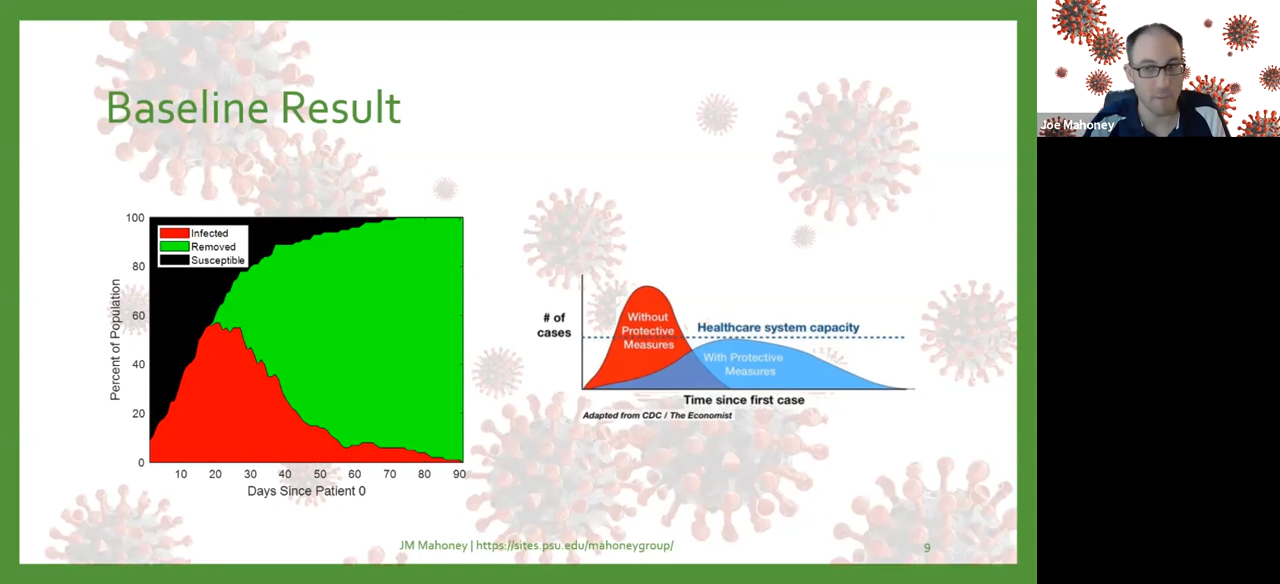 Baseline Result
Joe Mahoney
100
80
60
40
20
0
Percent of Population
Infected
Removed
Susceptible
10 20 30 40 50 60 70 80 90
Days Since Patient 0
# of
cases
Without
Protective
Measures
Healthcare system capacity
With Protective
Measures
Time since first case
Adapted from CDC / The Economist
JM Mahoney | https://sites.psu.edu/mahoneygroup/
9